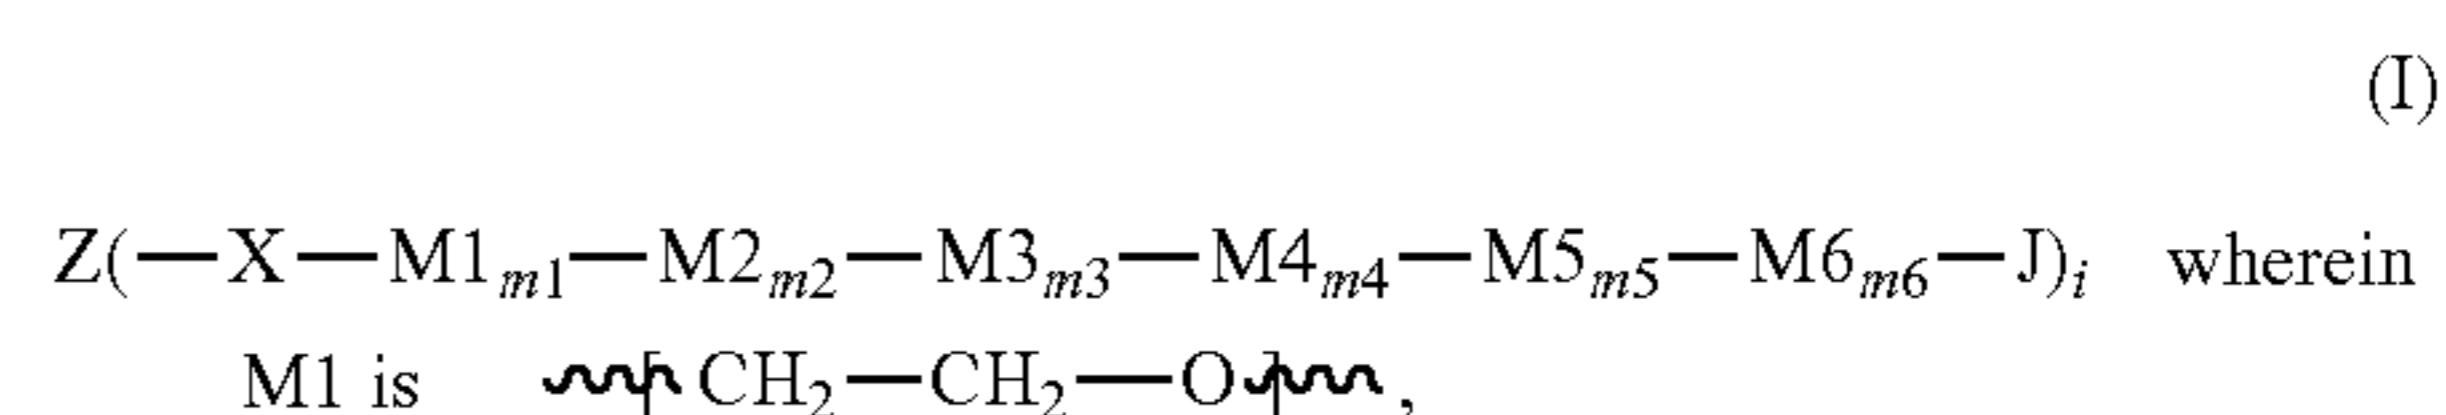 (I)
Z(—X—M1m1—M2m2—M3m3—M4m4—M5m5—M6m6—J)i wherein
M1 is [CH2—CH2—O],